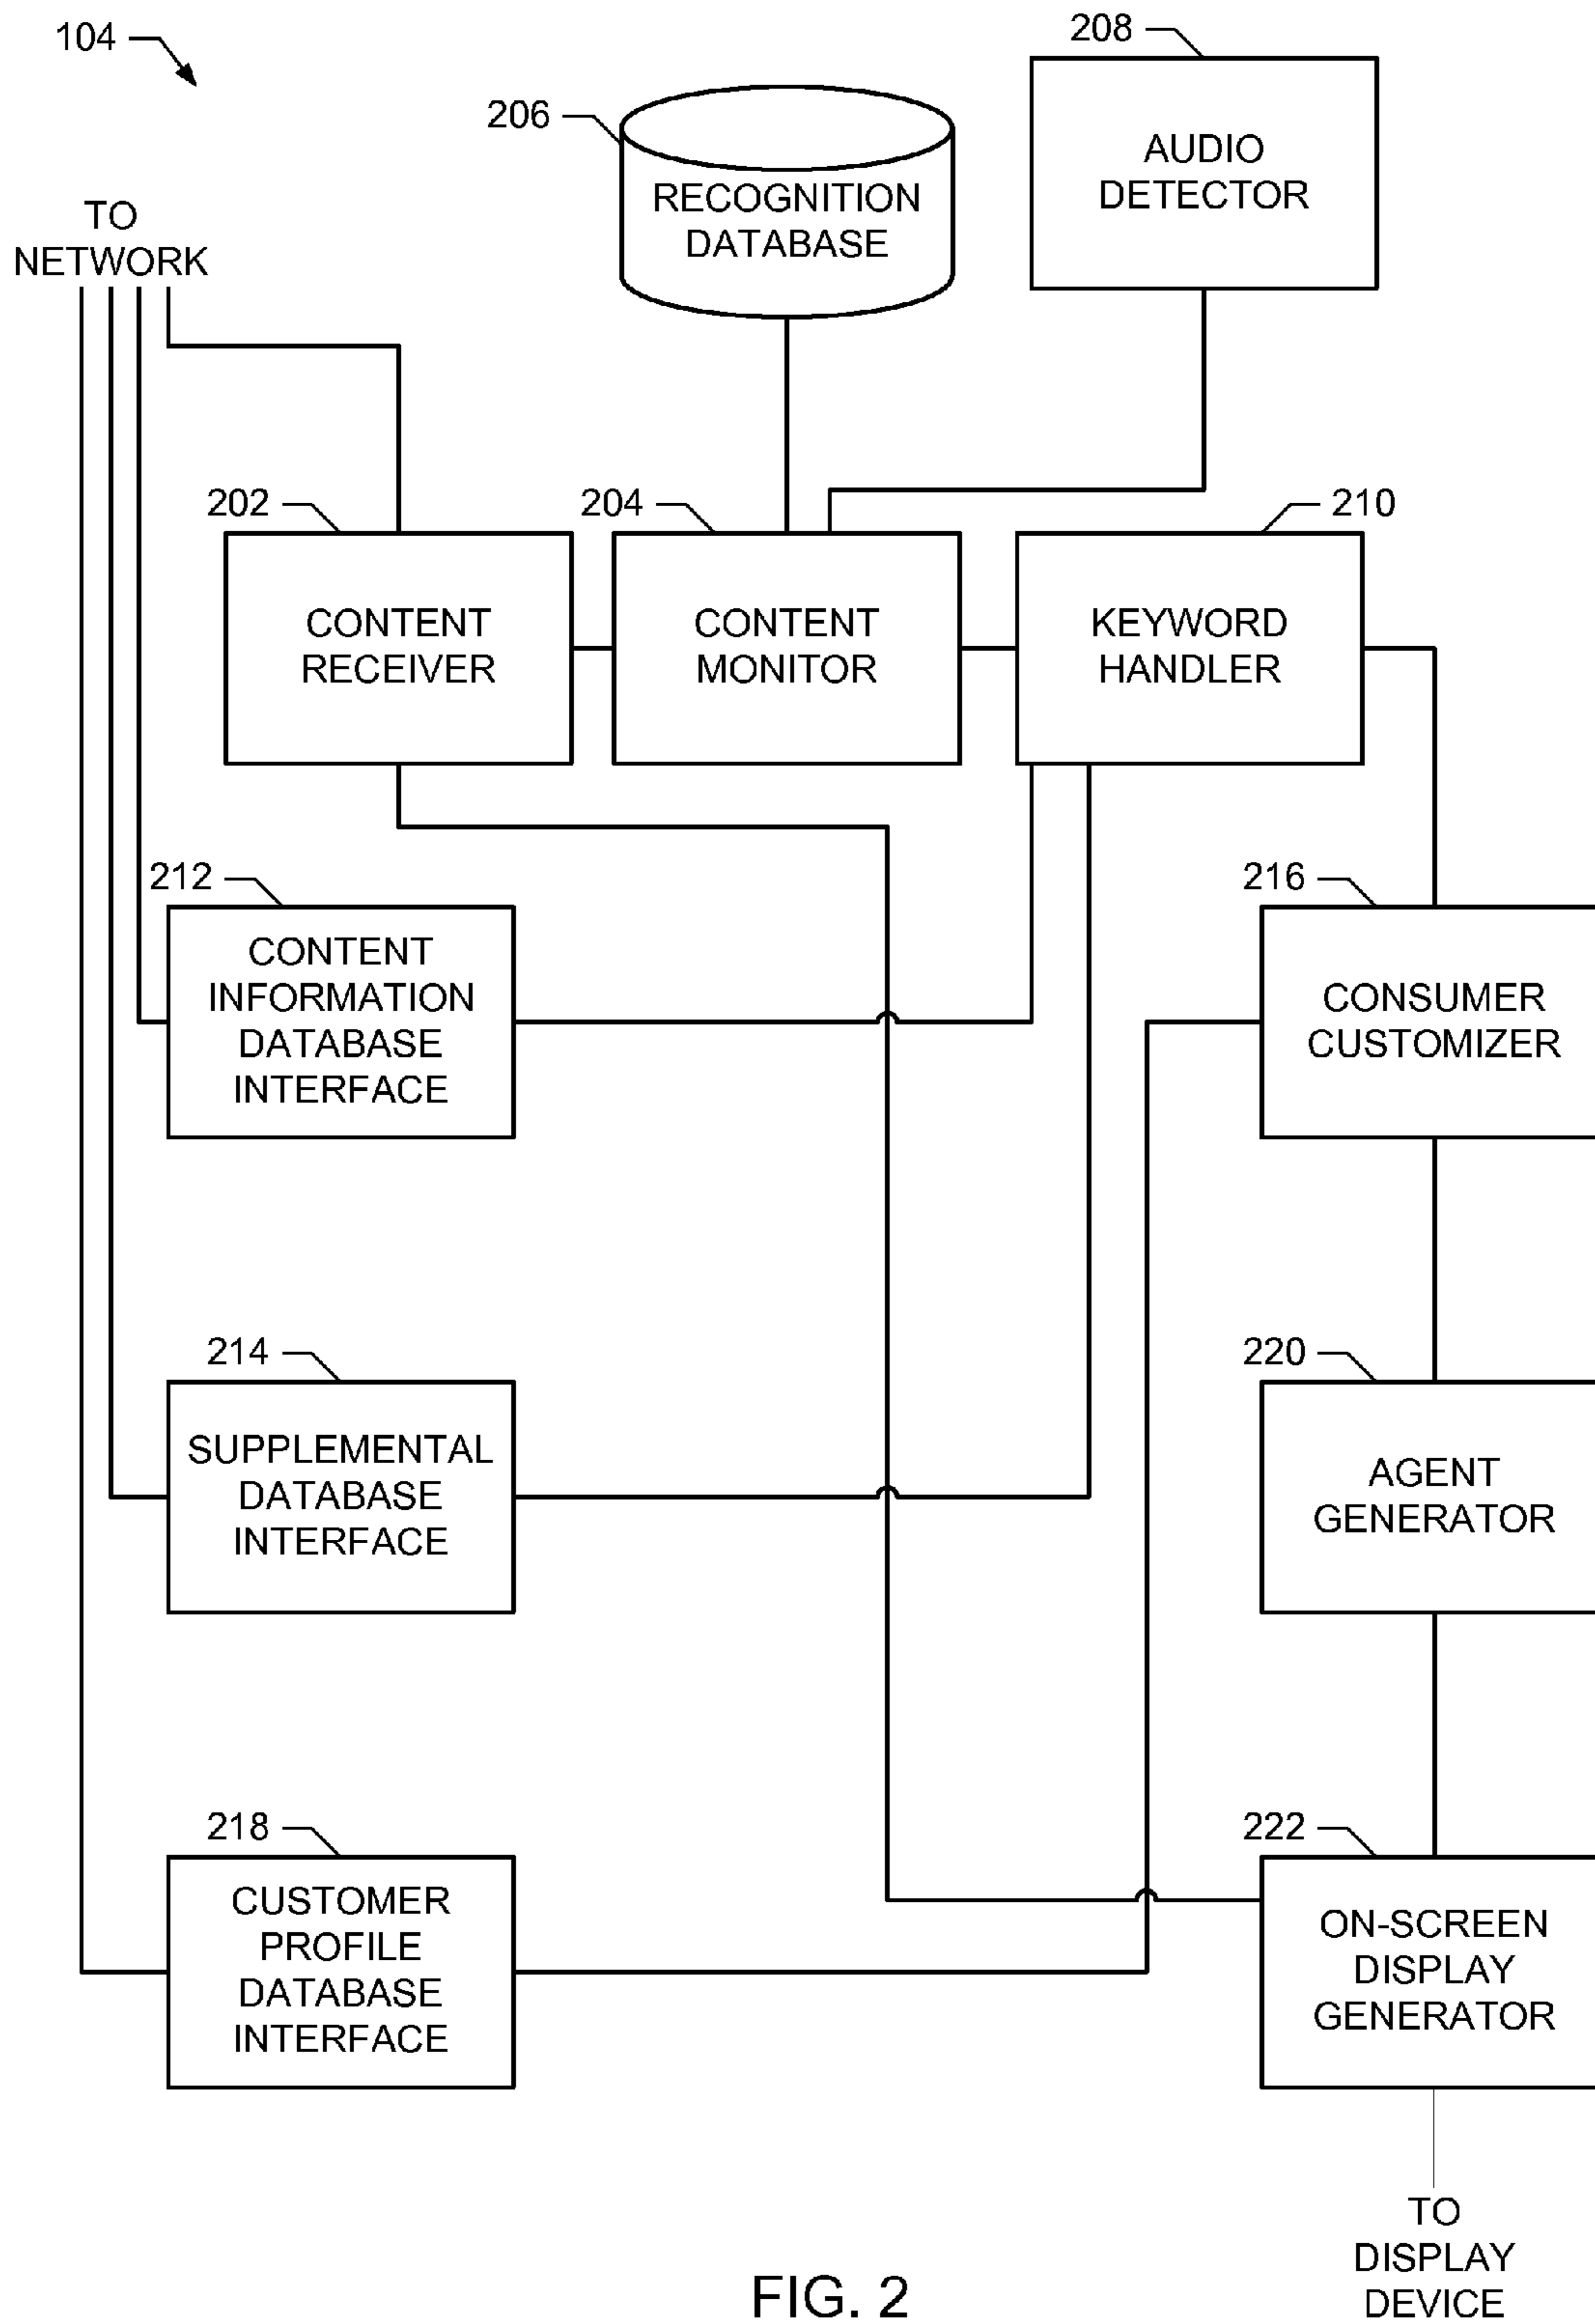 104
208
206
AUDIO
DETECTOR
RECOGNITION
DATABASE
TO
NETWORK
202
204
210
CONTENT
RECEIVER
CONTENT
MONITOR
KEYWORD
HANDLER
212
216
CONTENT
INFORMATION
DATABASE
INTERFACE
CONSUMER
CUSTOMIZER
214
220
SUPPLEMENTAL
DATABASE
INTERFACE
AGENT
GENERATOR
218
222
CUSTOMER
PROFILE
DATABASE
INTERFACE
ON-SCREEN
DISPLAY
GENERATOR
TO
DISPLAY
DEVICE
FIG. 2